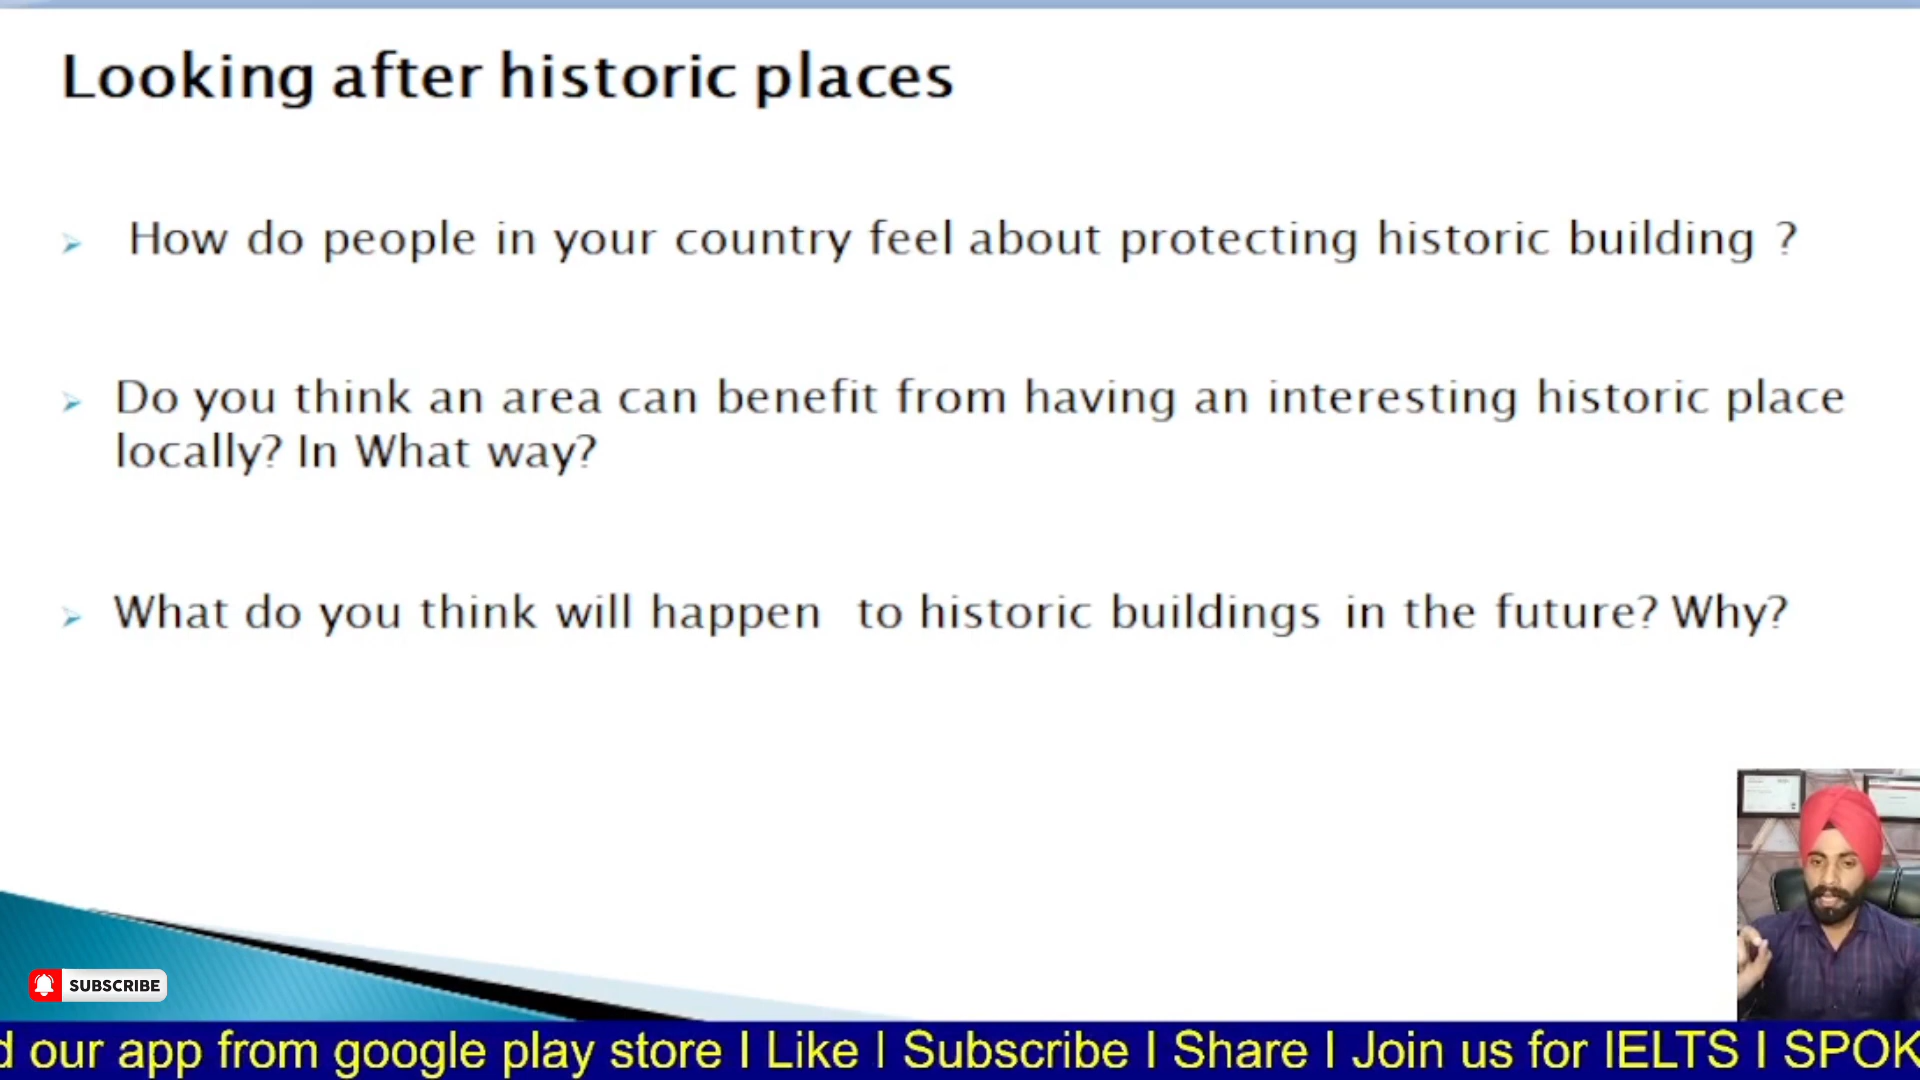 Looking after historic places
How do people in your country feel about protecting historic building ?
Do you think an area can benefit from having an interesting historic place
locally? In What way?
What do you think will happen to historic buildings in the future? Why?
SUBSCRIBE
d our app from google play store I Like I Subscribe I Share I Join us for IELTS I SPOK